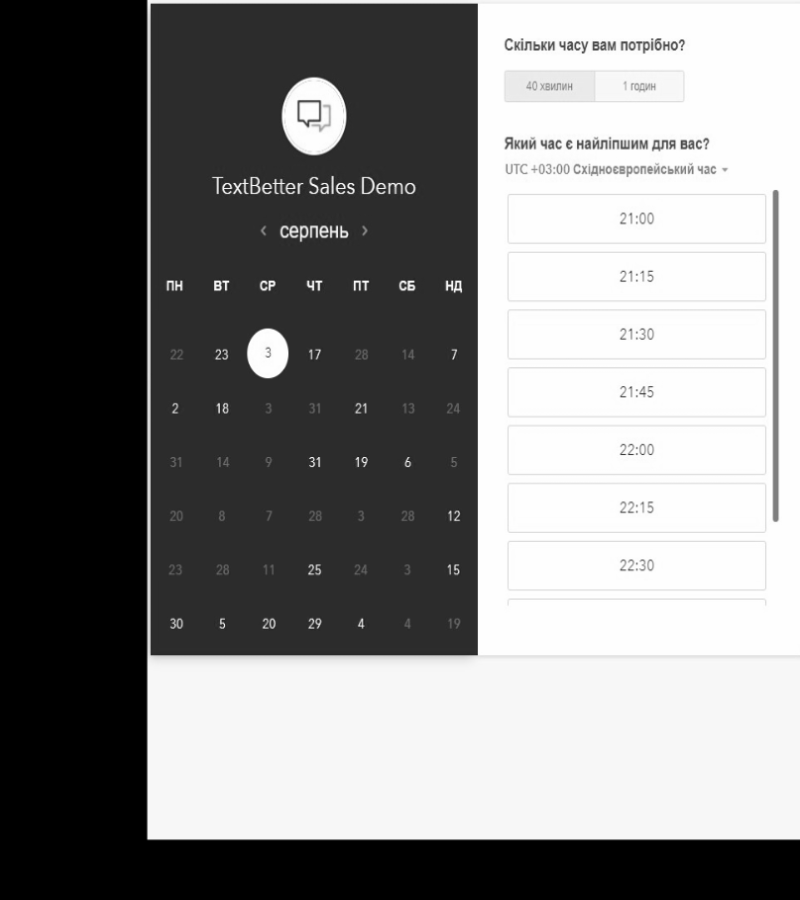 TextBetter Sales Demo
‹ серпень ›
ПН ВТ СР ЧТ ПТ СБ НД
22 23 3 17 28 14 7
2 18 3 31 21 13 24
31 14 9 31 19 6 5
20 8 7 28 3 28 12
23 28 11 25 24 3 15
30 5 20 29 4 4 19
Скільки часу вам потрібно?
40 хвилин 1 годин
Який час є найліпшим для вас?
UTC +03:00 Східноєвропейський час
21:00
21:15
21:30
21:45
22:00
22:15
22:30